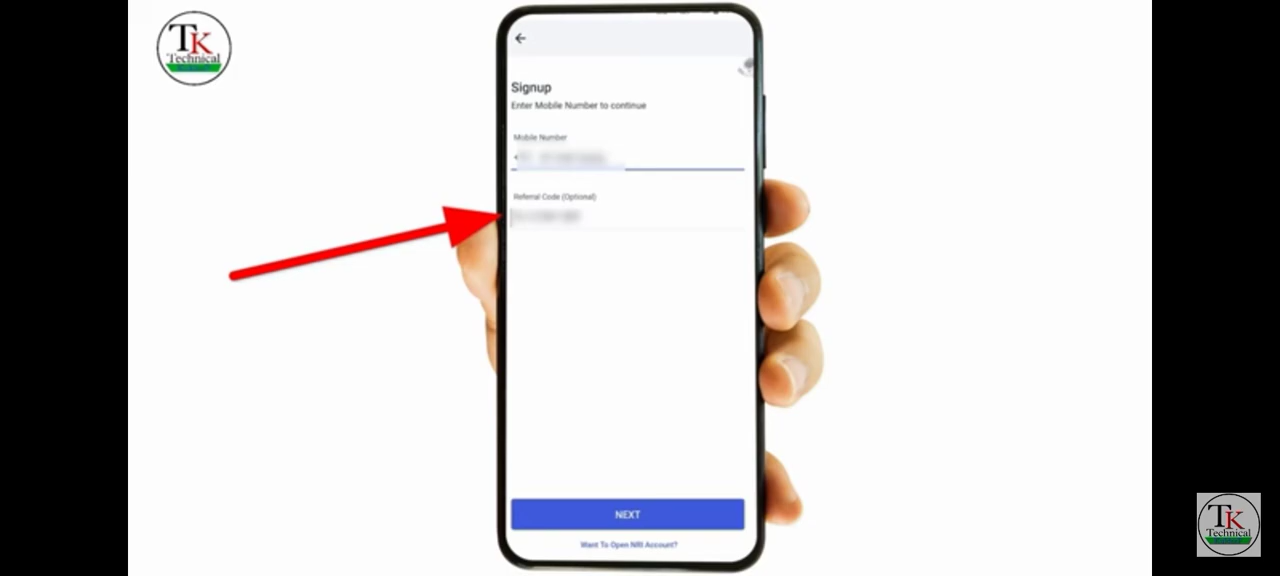 TK
Technical
Signup
Enter Mobile Number to continue
Mobile Number
Referral Code (Optional)
NEXT
Want To Open NRI Account?
TK
Technical